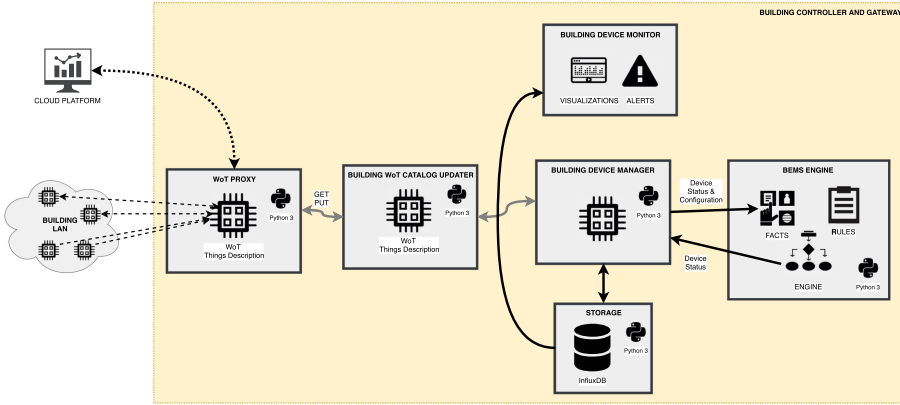 BUILDING CONTROLLER AND GATEWAY
CLOUD PLATFORM
BUILDING
LAN
WoT PROXY
Python 3
WoT
Things Description
GET
PUT
BUILDING WoT CATALOG UPDATER
Python 3
WoT
Things Description
BUILDING DEVICE MONITOR
VISUALIZATIONS
ALERTS
BUILDING DEVICE MANAGER
Python 3
Device
Status &
Configuration
Device
Status
BEMS ENGINE
FACTS
RULES
ENGINE
Python 3
STORAGE
Python 3
InfluxDB